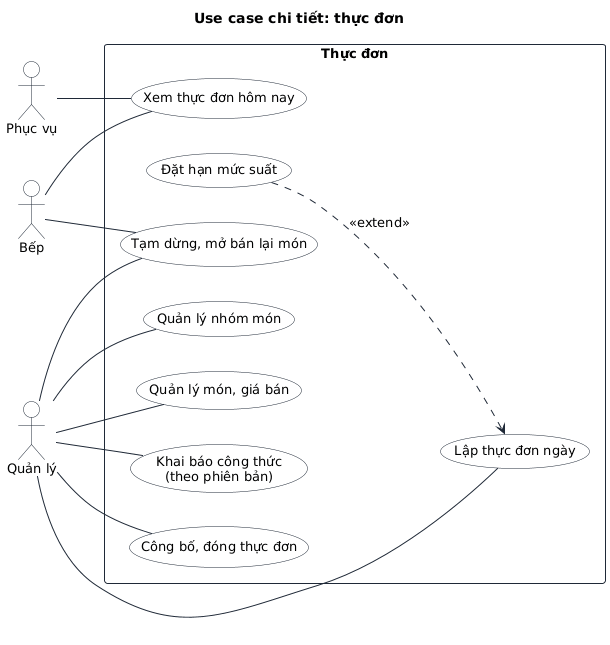 Use case chi tiết: thực đơn
Thực đơn
Phục vụ
Xem thực đơn hôm nay
Đặt hạn mức suất
«extend»
Bếp
Tạm dừng, mở bán lại món
Quản lý nhóm món
Quản lý món, giá bán
Quản lý
Khai báo công thức
(theo phiên bản)
Lập thực đơn ngày
Công bố, đóng thực đơn